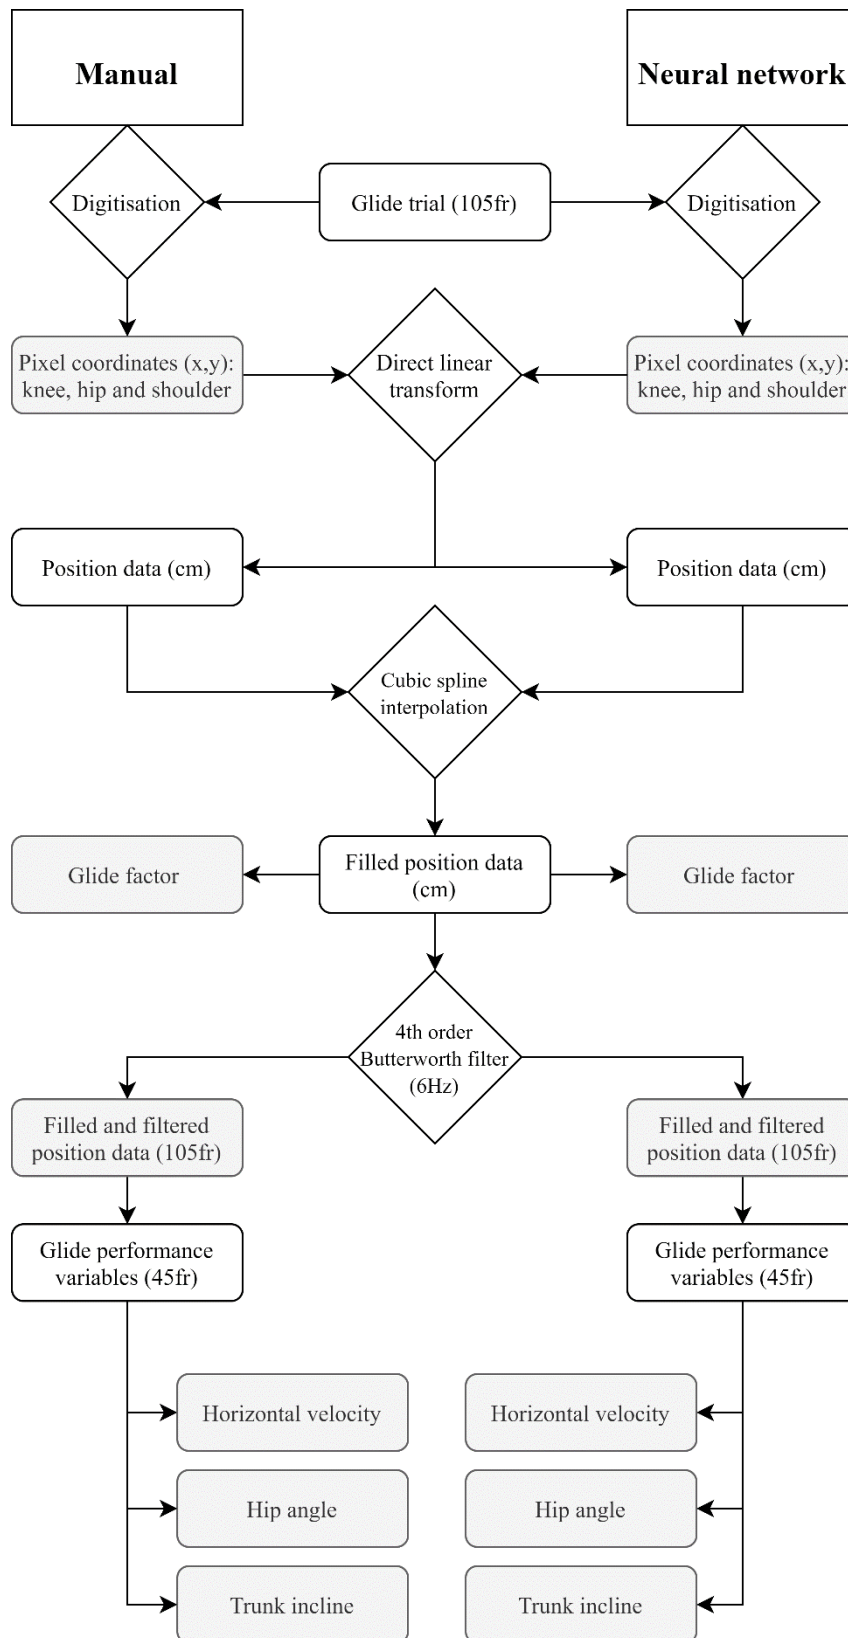 Manual
Neural network
Digitisation
Glide trial (105fr)
Digitisation
Pixel coordinates (x,y):
knee, hip and shoulder
Direct linear
transform
Pixel coordinates (x,y):
knee, hip and shoulder
Position data (cm)
Position data (cm)
Cubic spline
interpolation
Glide factor
Filled position data
(cm)
Glide factor
4th order
Butterworth filter
(6Hz)
Filled and filtered
position data (105fr)
Filled and filtered
position data (105fr)
Glide performance
variables (45fr)
Glide performance
variables (45fr)
Horizontal velocity
Horizontal velocity
Hip angle
Hip angle
Trunk incline
Trunk incline